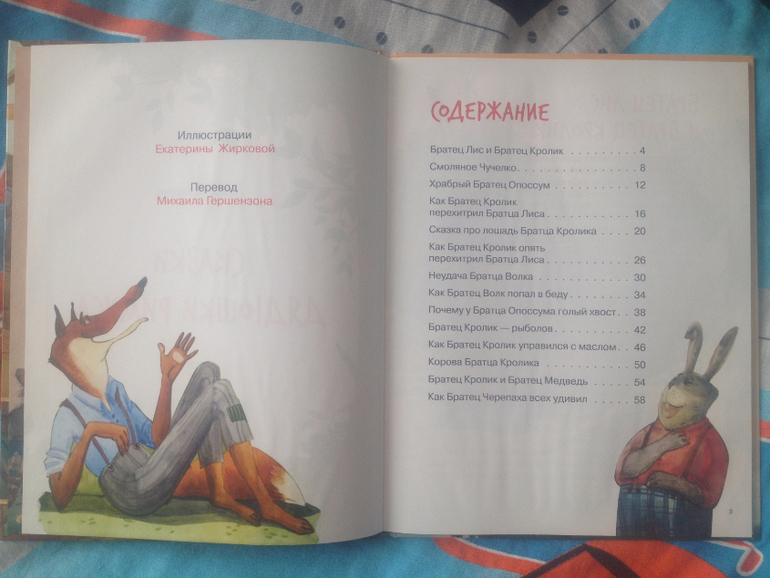 Иллюстрации
Екатерины Жирковой
Перевод
Михаила Гершензона
СОДЕРЖАНИЕ
Братец Лис и Братец Кролик . . . . . . . . . . 4
Смоляное Чучелко . . . . . . . . . . . . . . . . 8
Храбрый Братец Опоссум . . . . . . . . . . . . 12
Как Братец Кролик
перехитрил Братца Лиса . . . . . . . . . . . . 16
Сказка про лошадь Братца Кролика . . . . . 20
Как Братец Кролик опять
перехитрил Братца Лиса . . . . . . . . . . . . 26
Неудача Братца Волка . . . . . . . . . . . . . 30
Как Братец Волк попал в беду . . . . . . . . . 34
Почему у Братца Опоссума голый хвост . . . 38
Братец Кролик — рыболов . . . . . . . . . . . 42
Как Братец Кролик управился с маслом . . . 46
Корова Братца Кролика . . . . . . . . . . . . . 50
Братец Кролик и Братец Медведь . . . . . . 54
Как Братец Черепаха всех удивил . . . . . . 58
3